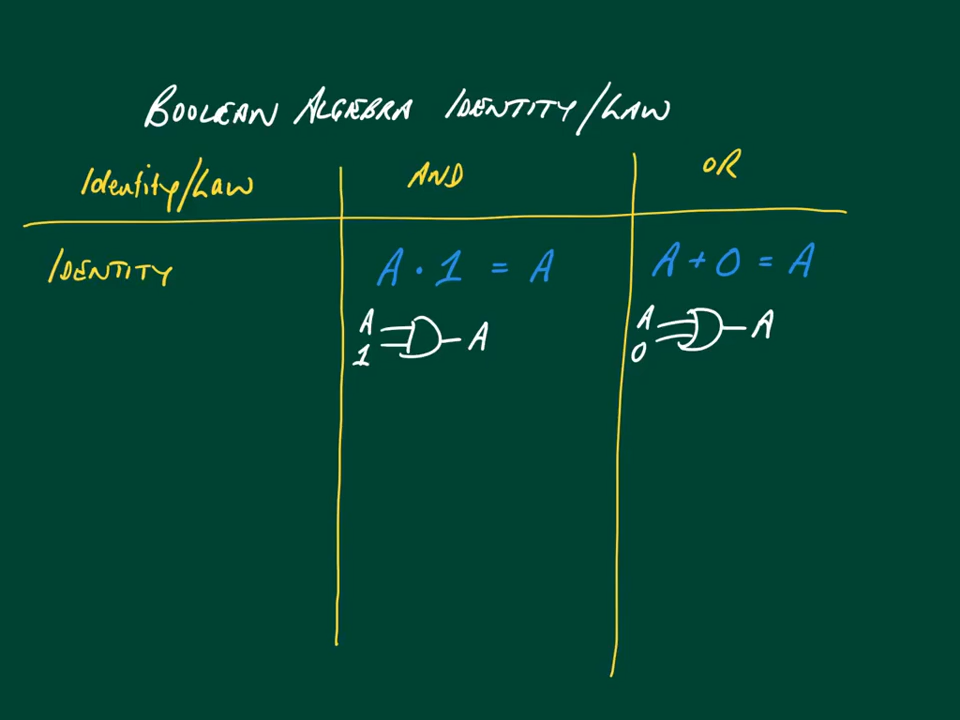 BOOLEAN ALGEBRA IDENTITY/LAW
Identity/Law AND OR
IDENTITY A · 1 = A A + 0 = A
A A A A
1 0